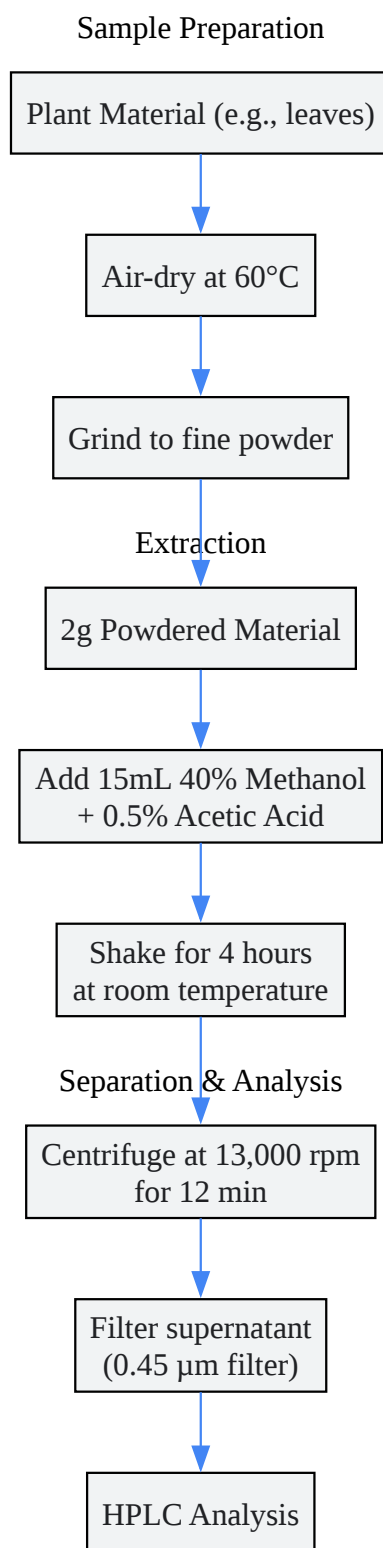 Sample Preparation
Plant Material (e.g., leaves)
Air-dry at 60°C
Grind to fine powder
Extraction
2g Powdered Material
Add 15mL 40% Methanol
+ 0.5% Acetic Acid
Shake for 4 hours
at room temperature
Separation & Analysis
Centrifuge at 13,000 rpm
for 12 min
Filter supernatant
(0.45 µm filter)
HPLC Analysis